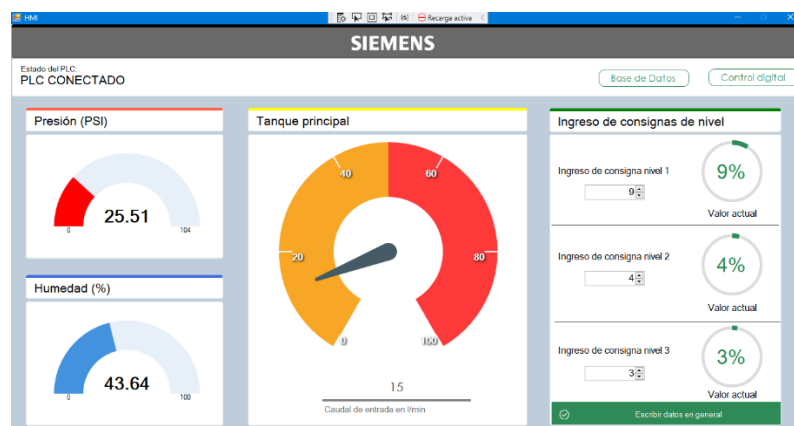 HMI
Recarga activa
SIEMENS
Estado del PLC:
PLC CONECTADO
Base de Datos
Control digital
Presión (PSI)
25.51
0
104
Humedad (%)
43.64
0
100
Tanque principal
40
60
20
80
0
100
15
Caudal de entrada en l/min
Ingreso de consignas de nivel
Ingreso de consigna nivel 1
9
9%
Valor actual
Ingreso de consigna nivel 2
4
4%
Valor actual
Ingreso de consigna nivel 3
3
3%
Valor actual
Escribir datos en general